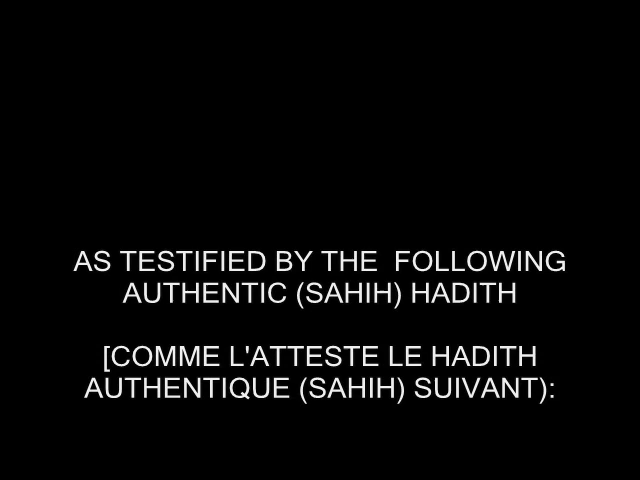 AS TESTIFIED BY THE  FOLLOWING
AUTHENTIC (SAHIH) HADITH
[COMME L'ATTESTE LE HADITH
AUTHENTIQUE (SAHIH) SUIVANT):